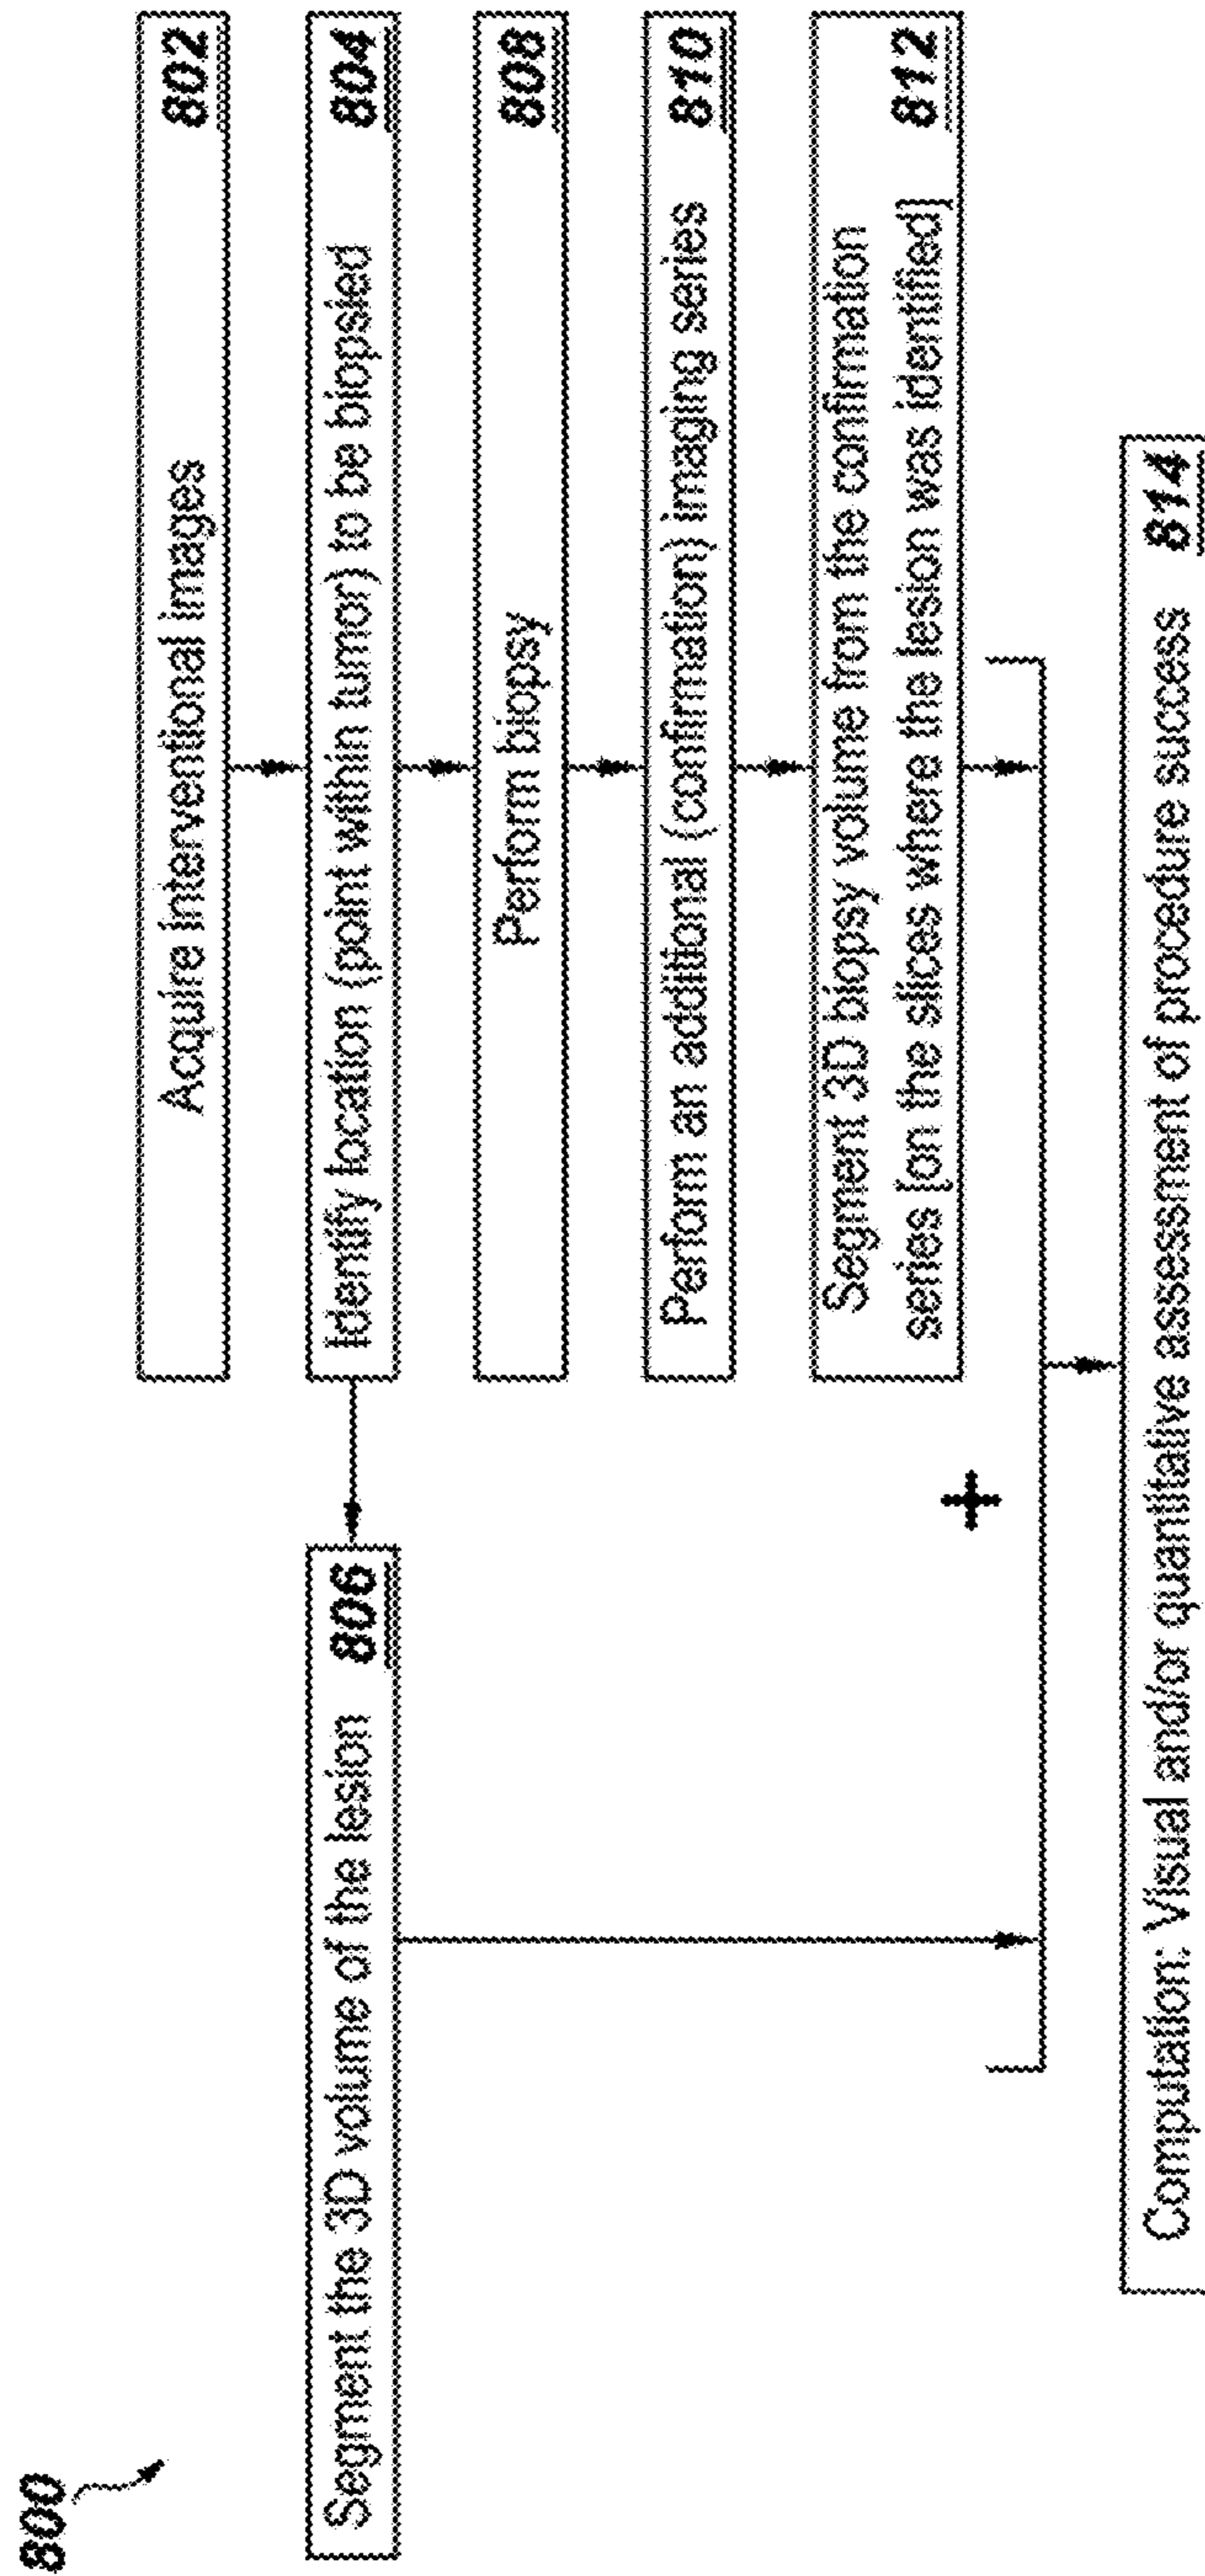 800
Acquire interventional images 802
Identify location (point within tumor) to be biopsied 804
Segment the 3D volume of the lesion 806
Perform biopsy 808
Perform an additional (confirmation) imaging series 810
Segment 3D biopsy volume from the confirmation
series [on the slices where the lesion was identified] 812
+
Computation: Visual and/or quantitative assessment of procedure success 814